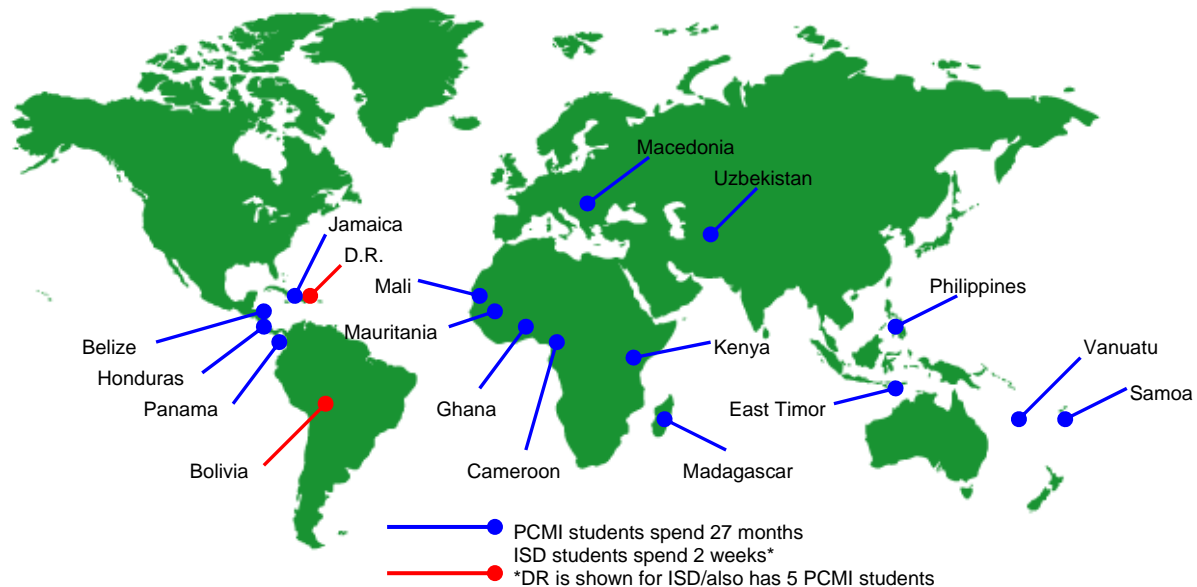 Macedonia
Uzbekistan
Jamaica
D.R.
Mali
Philippines
Mauritania
Belize
Kenya
Vanuatu
Honduras
Samoa
Panama
Ghana
East Timor
Bolivia
Cameroon
Madagascar
PCMI students spend 27 months
ISD students spend 2 weeks*
*DR is shown for ISD/also has 5 PCMI students